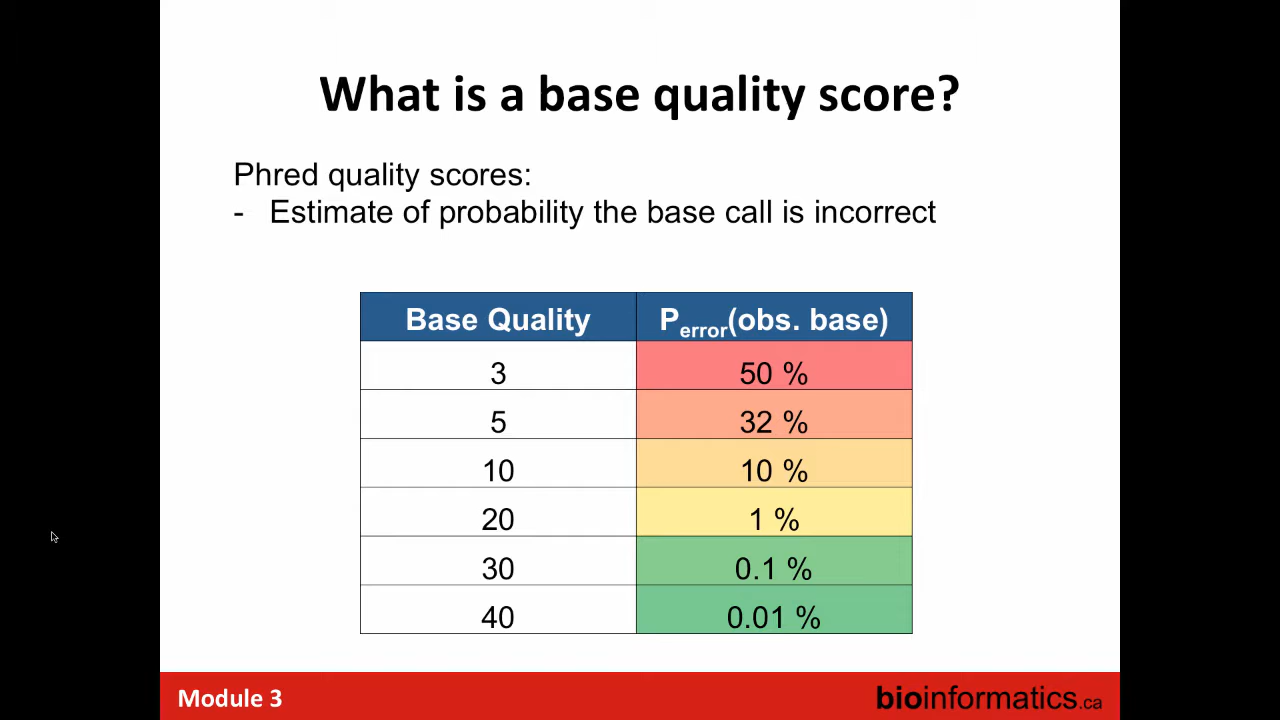 What is a base quality score?
Phred quality scores:
- Estimate of probability the base call is incorrect
Base Quality Perror(obs. base)
3 50 %
5 32 %
10 10 %
20 1 %
30 0.1 %
40 0.01 %
Module 3 bioinformatics.ca